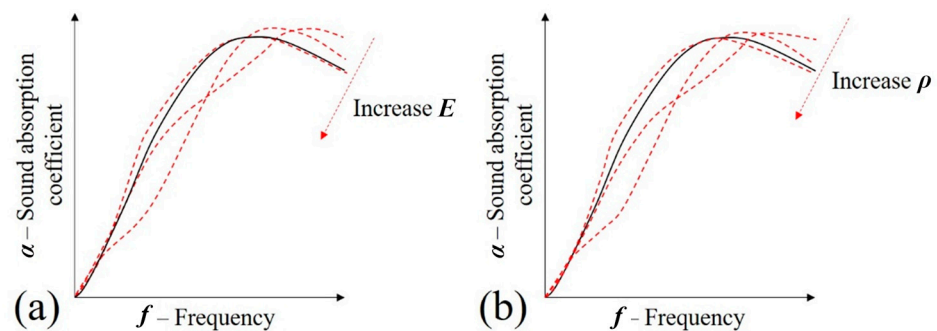 α – Sound absorption
coefficient
Increase E
(a)
f – Frequency
α – Sound absorption
coefficient
Increase ρ
(b)
f – Frequency